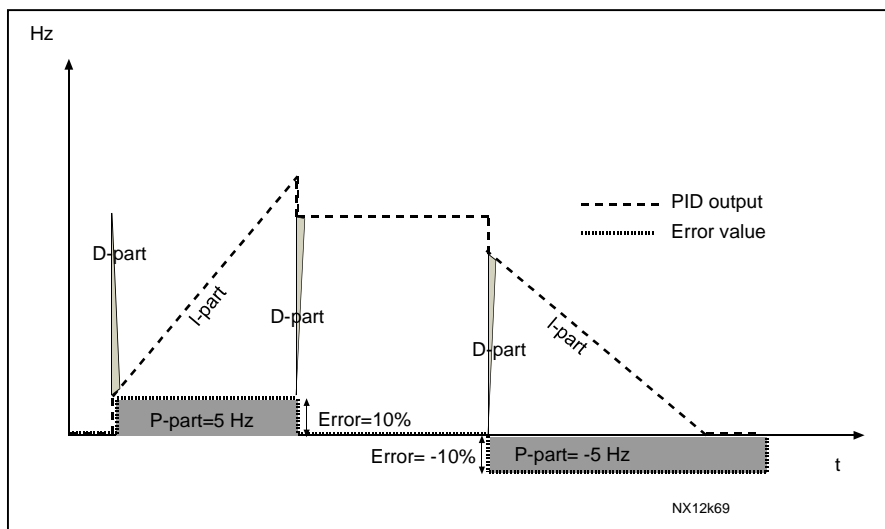 Hz
PID output
Error value
D-part
I-part
D-part
D-part
I-part
P-part=5 Hz
Error=10%
Error= -10%
P-part= -5 Hz
t
NX12k69